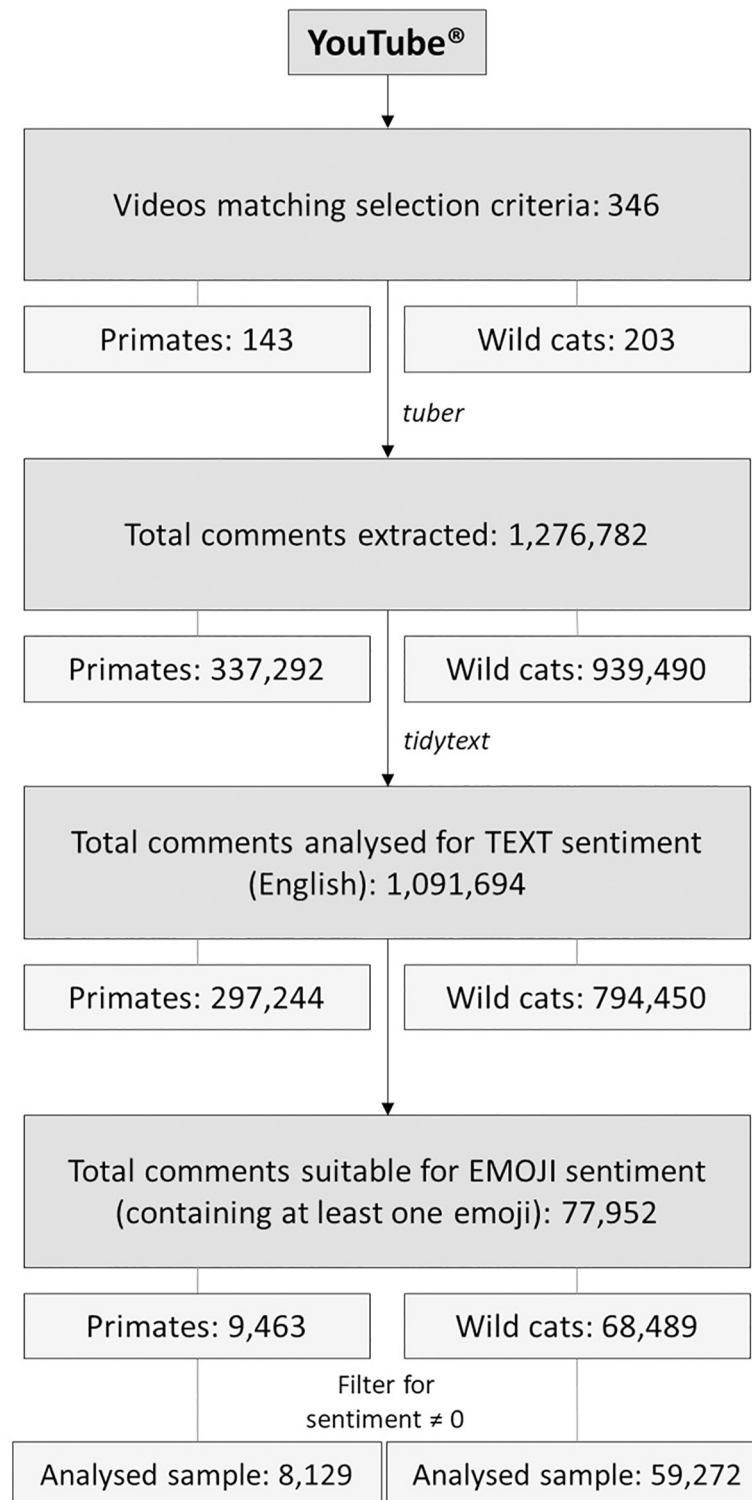 YouTube®
Videos matching selection criteria: 346
Primates: 143
Wild cats: 203
tuber
Total comments extracted: 1,276,782
Primates: 337,292
Wild cats: 939,490
tidytext
Total comments analysed for TEXT sentiment
(English): 1,091,694
Primates: 297,244
Wild cats: 794,450
Total comments suitable for EMOJI sentiment
(containing at least one emoji): 77,952
Primates: 9,463
Wild cats: 68,489
Filter for
sentiment ≠ 0
Analysed sample: 8,129
Analysed sample: 59,272